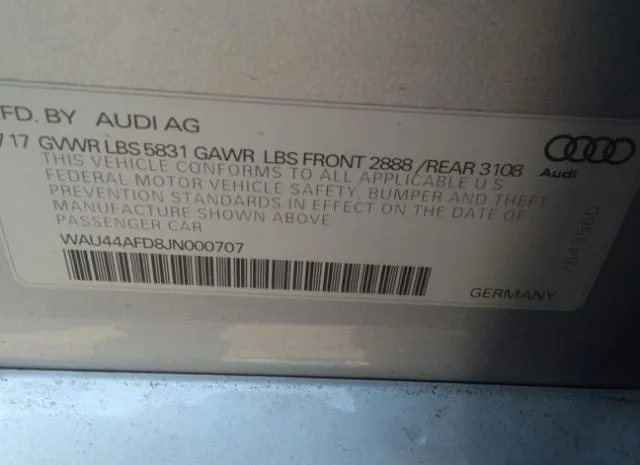 FD. BY AUDI AG
17 GVWR LBS 5831 GAWR LBS FRONT 2888 / REAR 3108
THIS VEHICLE CONFORMS TO ALL APPLICABLE U S
FEDERAL MOTOR VEHICLE SAFETY, BUMPER AND THEFT
PREVENTION STANDARDS IN EFFECT ON THE DATE OF
MANUFACTURE SHOWN ABOVE
PASSENGER CAR
WAU44AFD8JN000707
Audi
GERMANY